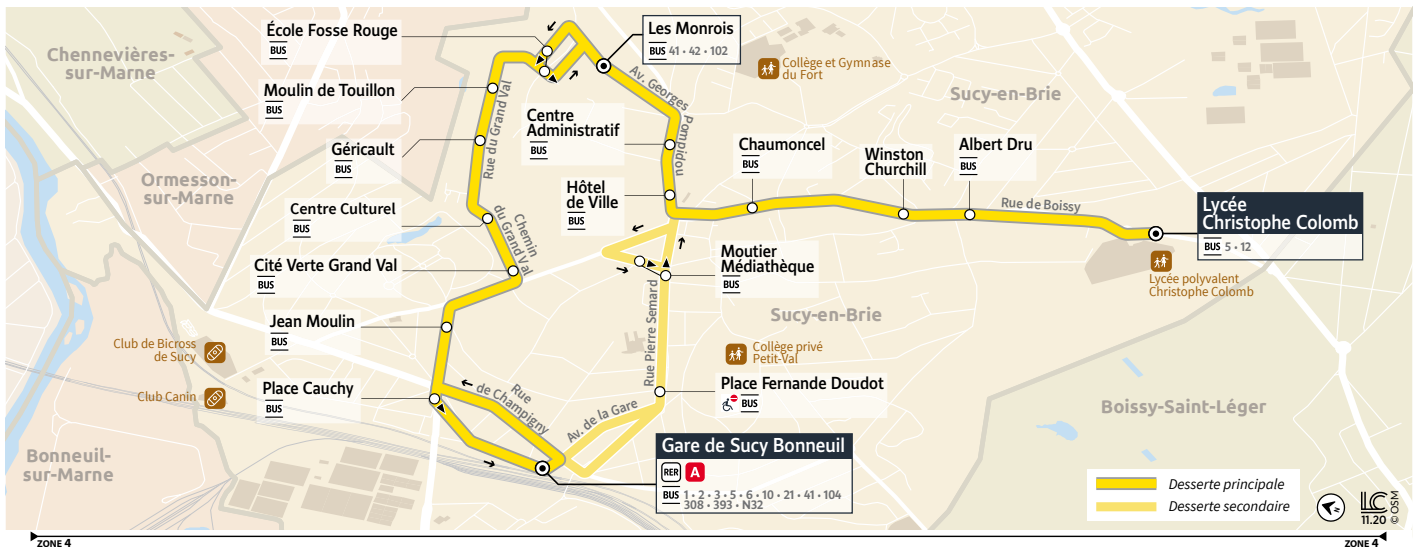 Chennevières-
sur-Marne
École Fosse Rouge
BUS
Les Monrois
BUS 41 • 42 • 102
Collège et Gymnase
du Fort
Sucy-en-Brie
Moulin de Touillon
BUS
Av. Georges
Pompidou
Rue du Grand Val
Centre
Administratif
BUS
Géricault
BUS
Chaumoncel
BUS
Winston
Churchill
Albert Dru
BUS
Ormesson-
sur-Marne
Hôtel
de Ville
BUS
Centre Culturel
BUS
Chemin
du Grand Val
Rue de Boissy
Lycée
Christophe Colomb
BUS 5 • 12
Cité Verte Grand Val
BUS
Moutier
Médiathèque
BUS
Lycée polyvalent
Christophe Colomb
Jean Moulin
BUS
Rue Pierre Semard
Sucy-en-Brie
Club de Bicross
de Sucy
Collège privé
Petit-Val
Club Canin
Place Cauchy
BUS
Rue
de Champigny
Av. de la Gare
Place Fernande Doudot
BUS
Boissy-Saint-Léger
Bonneuil
sur-Marne
Gare de Sucy Bonneuil
RER A
BUS 1 • 2 • 3 • 5 • 6 • 10 • 21 • 41 • 104
308 • 393 • N32
Desserte principale
Desserte secondaire
LC
11.20
© OSM
ZONE 4
ZONE 4